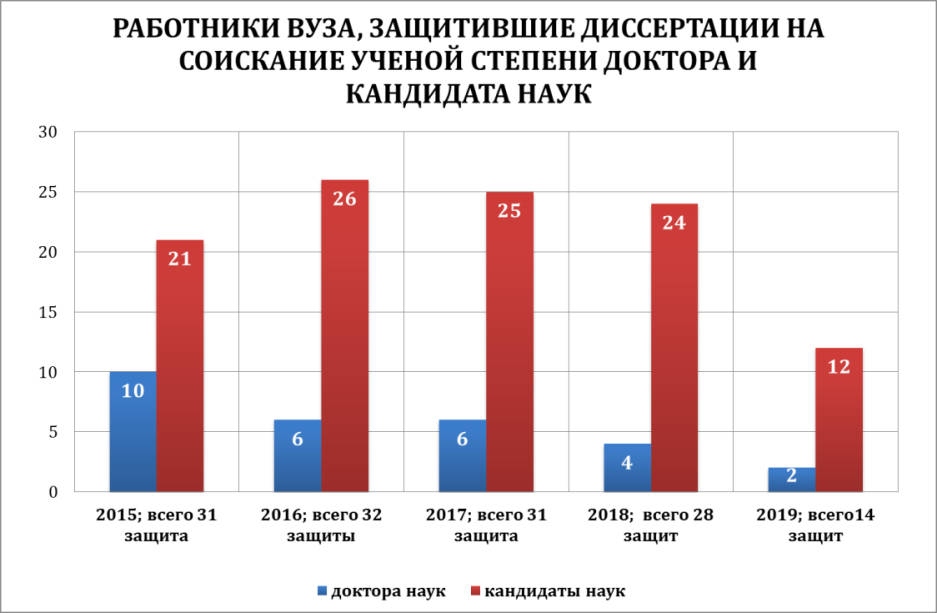 РАБОТНИКИ ВУЗА, ЗАЩИТИВШИЕ ДИССЕРТАЦИИ НА
СОИСКАНИЕ УЧЕНОЙ СТЕПЕНИ ДОКТОРА И
КАНДИДАТА НАУК
30
25
20
15
10
5
0
10
21
6
26
6
25
4
24
2
12
2015; всего 31
защита
2016; всего 32
защиты
2017; всего 31
защита
2018; всего 28
защит
2019; всего14
защит
доктора наук
кандидаты наук